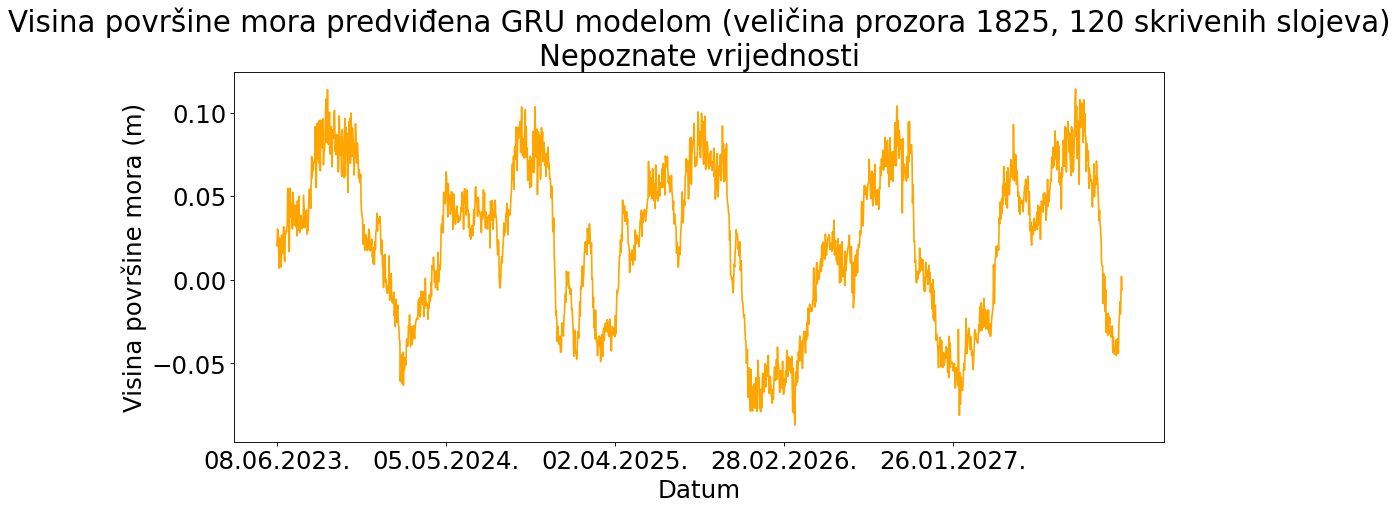 Visina površine mora predviđena GRU modelom (veličina prozora 1825, 120 skrivenih slojeva)
Nepoznate vrijednosti
Visina površine mora (m)
0.10
0.05
0.00
−0.05
08.06.2023. 05.05.2024. 02.04.2025. 28.02.2026. 26.01.2027.
Datum